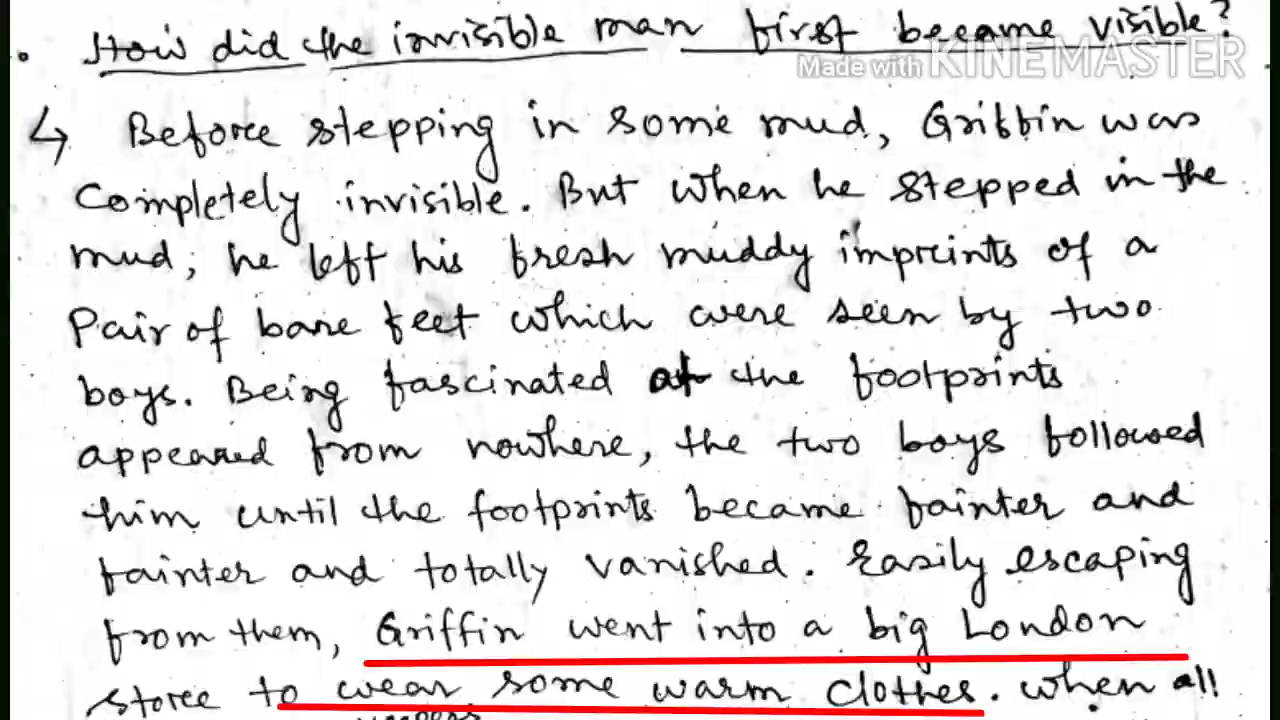 . How did the invisible man first became visible?
Made with KINEMASTER
↳ Before stepping in some mud, Griffin was
Completely invisible. But when he stepped in the
mud, he left his fresh muddy imprints of a
Pair of bare feet which were seen by two
boys. Being fascinated at the footprints
appeared from nowhere, the two boys followed
him until the footprints became fainter and
fainter and totally vanished. Easily escaping
from them, Griffin went into a big London
store to wear some warm clothes. When all